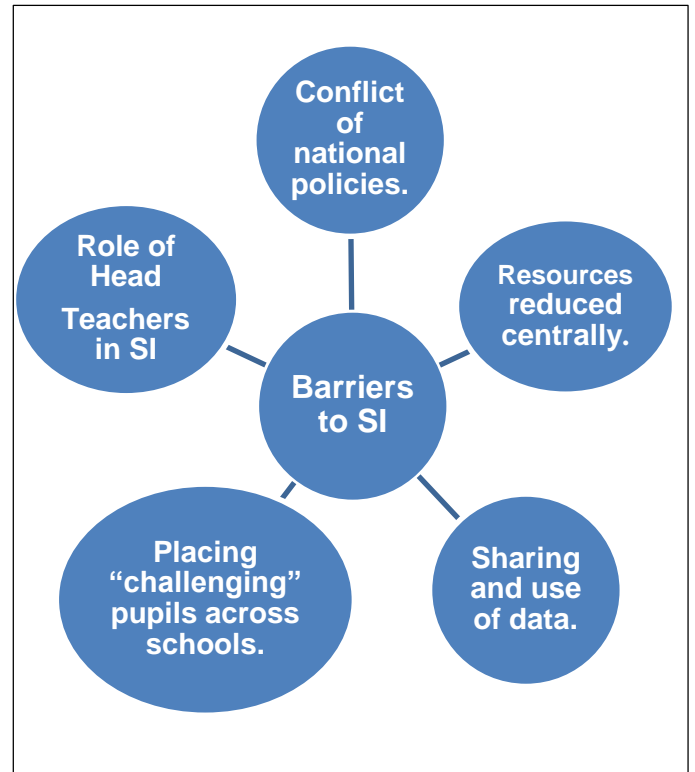 Conflict
of
national
policies.
Role of
Head
Teachers
in SI
Resources
reduced
centrally.
Barriers
to SI
Placing
“challenging”
pupils across
schools.
Sharing
and use
of data.